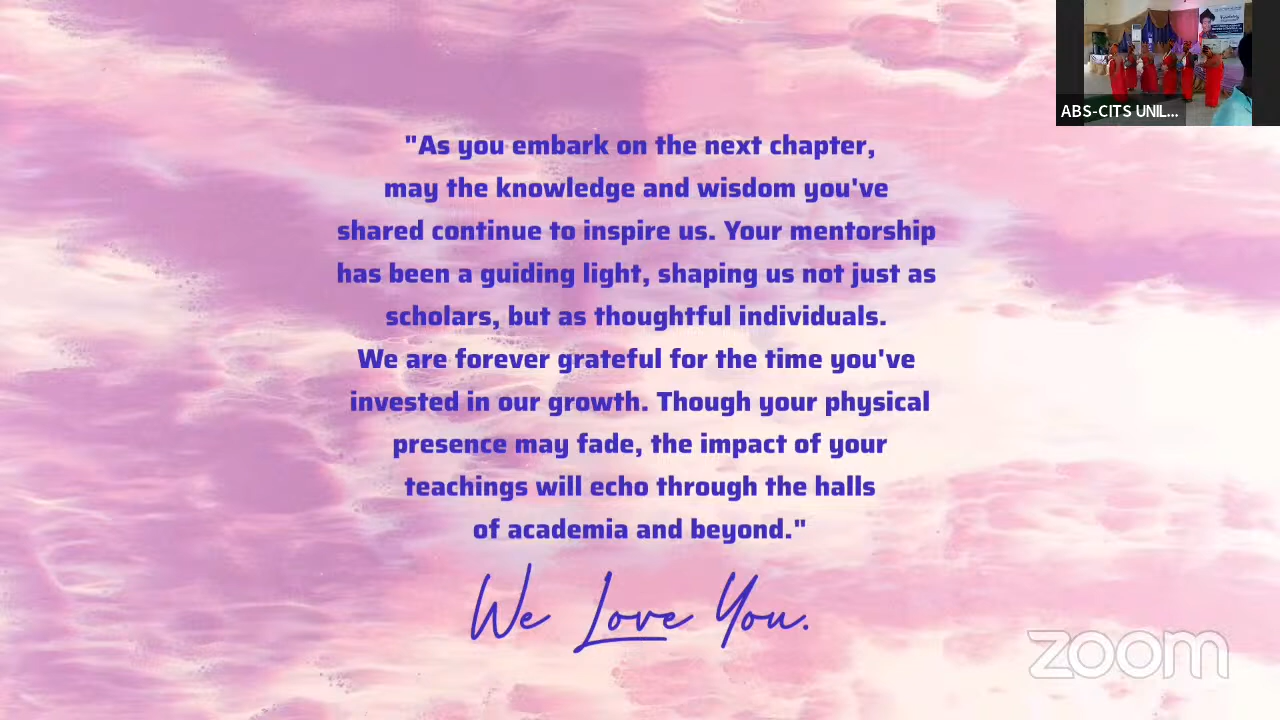 ABS-CITS UNIL...
"As you embark on the next chapter,
may the knowledge and wisdom you've
shared continue to inspire us. Your mentorship
has been a guiding light, shaping us not just as
scholars, but as thoughtful individuals.
We are forever grateful for the time you've
invested in our growth. Though your physical
presence may fade, the impact of your
teachings will echo through the halls
of academia and beyond."
We Love You.
zoom